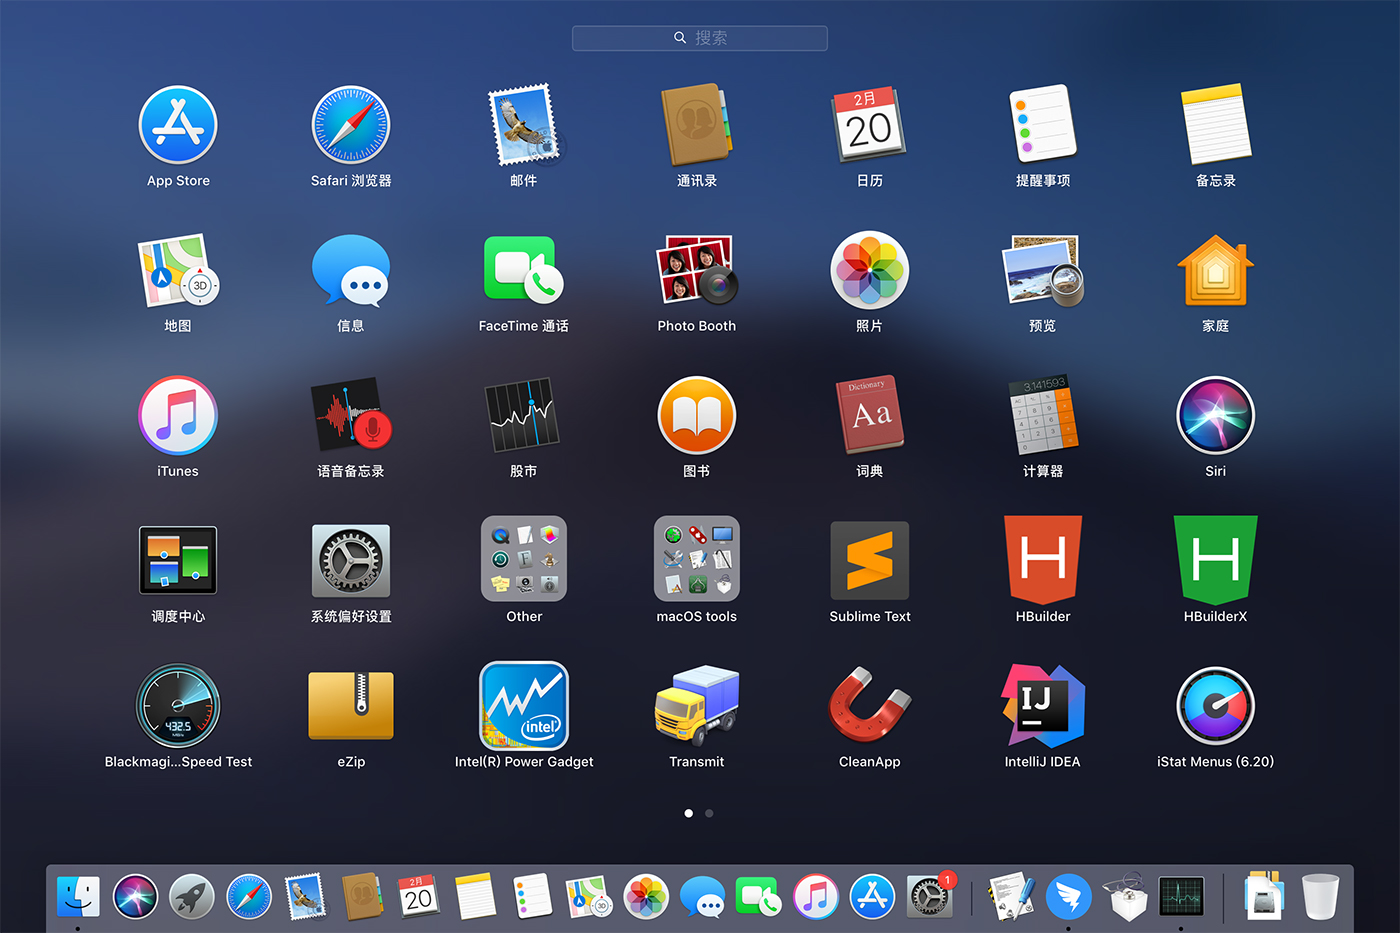 搜索
2月
20
App Store
Safari 浏览器
邮件
通讯录
日历
提醒事项
备忘录
3D
地图
信息
FaceTime 通话
Photo Booth
照片
预览
家庭
Dictionary
Aa
3.141593
iTunes
语音备忘录
股市
图书
词典
计算器
Siri
调度中心
系统偏好设置
Other
macOS tools
Sublime Text
HBuilder
HBuilderX
432.5
intel
IJ
Blackmagi...Speed Test
eZip
Intel(R) Power Gadget
Transmit
CleanApp
IntelliJ IDEA
iStat Menus (6.20)
2月
20
3D
1